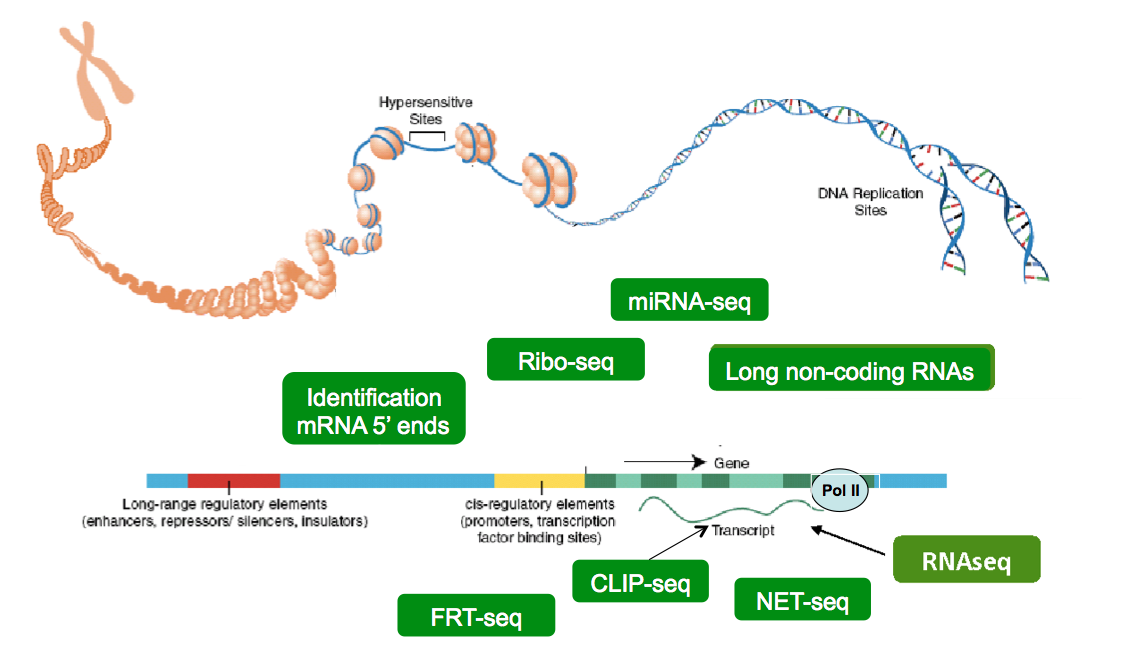 Hypersensitive
Sites
DNA Replication
Sites
miRNA-seq
Ribo-seq
Long non-coding RNAs
Identification
mRNA 5’ ends
Gene
Pol II
Long-range regulatory elements
(enhancers, repressors/ silencers, insulators)
cis-regulatory elements
(promoters, transcription
factor binding sites)
Transcript
RNAseq
CLIP-seq
NET-seq
FRT-seq